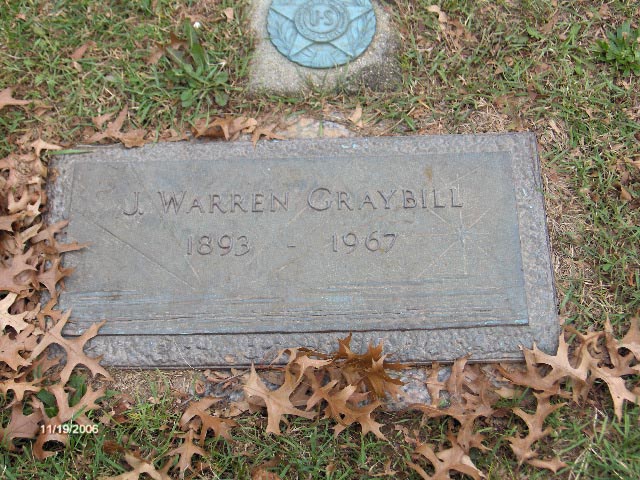 U S
J. WARREN GRAYBILL
1893 - 1967
11/19/2006